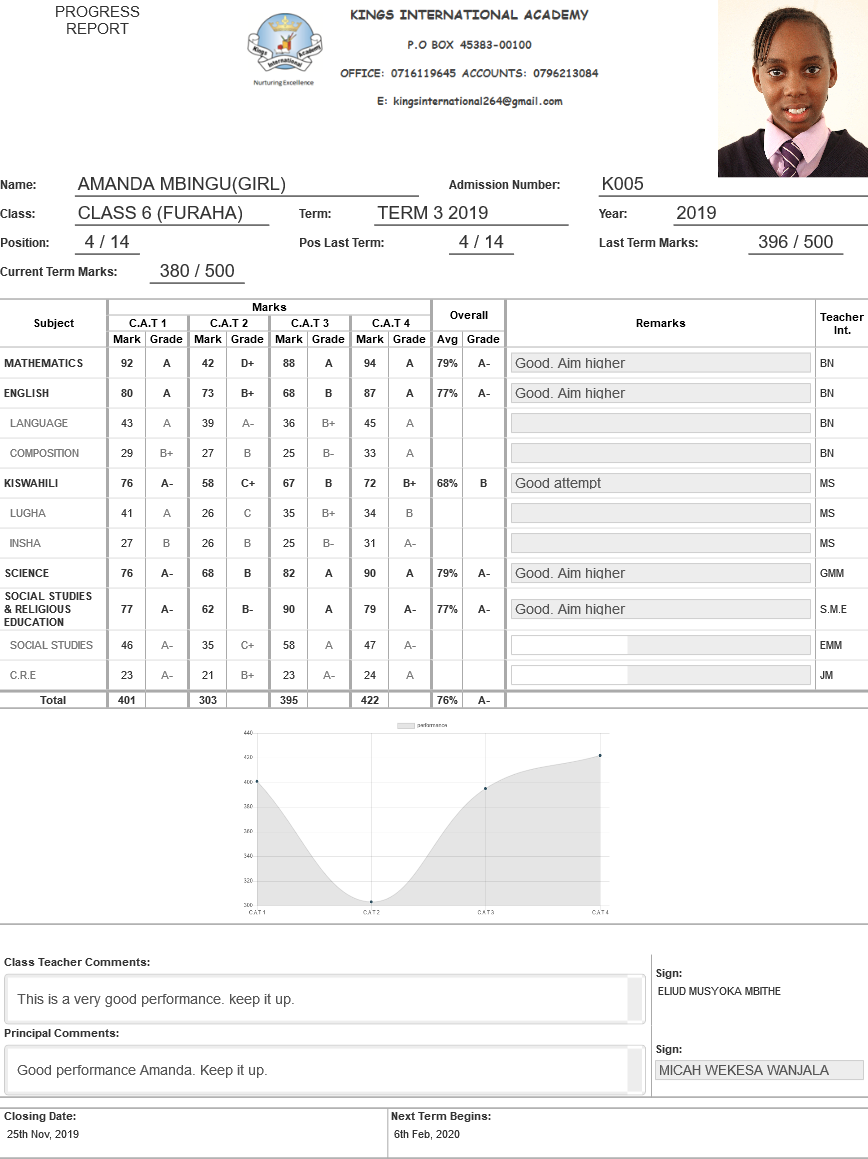 PROGRESS
REPORT
KINGS INTERNATIONAL ACADEMY
P.O BOX 45383-00100
OFFICE: 0716119645 ACCOUNTS: 0796213084
E: kingsinternational264@gmail.com
Kings International Academy
Nurturing Excellence
Name: AMANDA MBINGU(GIRL) Admission Number: K005
Class: CLASS 6 (FURAHA) Term: TERM 3 2019 Year: 2019
Position: 4 / 14 Pos Last Term: 4 / 14 Last Term Marks: 396 / 500
Current Term Marks: 380 / 500
Subject Marks Overall Remarks Teacher Int.
C.A.T 1 C.A.T 2 C.A.T 3 C.A.T 4
Mark Grade Mark Grade Mark Grade Mark Grade Avg Grade
MATHEMATICS 92 A 42 D+ 88 A 94 A 79% A- Good. Aim higher BN
ENGLISH 80 A 73 B+ 68 B 87 A 77% A- Good. Aim higher BN
LANGUAGE 43 A 39 A- 36 B+ 45 A BN
COMPOSITION 29 B+ 27 B 25 B- 33 A BN
KISWAHILI 76 A- 58 C+ 67 B 72 B+ 68% B Good attempt MS
LUGHA 41 A 26 C 35 B+ 34 B MS
INSHA 27 B 26 B 25 B- 31 A- MS
SCIENCE 76 A- 68 B 82 A 90 A 79% A- Good. Aim higher GMM
SOCIAL STUDIES
& RELIGIOUS 77 A- 62 B- 90 A 79 A- 77% A- Good. Aim higher S.M.E
EDUCATION
SOCIAL STUDIES 46 A- 35 C+ 58 A 47 A- EMM
C.R.E 23 A- 21 B+ 23 A- 24 A JM
Total 401 303 395 422 76% A-
performance
440
420
400
380
360
340
320
300
CAT1 CAT2 CAT3 CAT4
Class Teacher Comments:
This is a very good performance. keep it up.
Sign:
ELIUD MUSYOKA MBITHE
Principal Comments:
Good performance Amanda. Keep it up.
Sign:
MICAH WEKESA WANJALA
Closing Date: Next Term Begins:
25th Nov, 2019 6th Feb, 2020